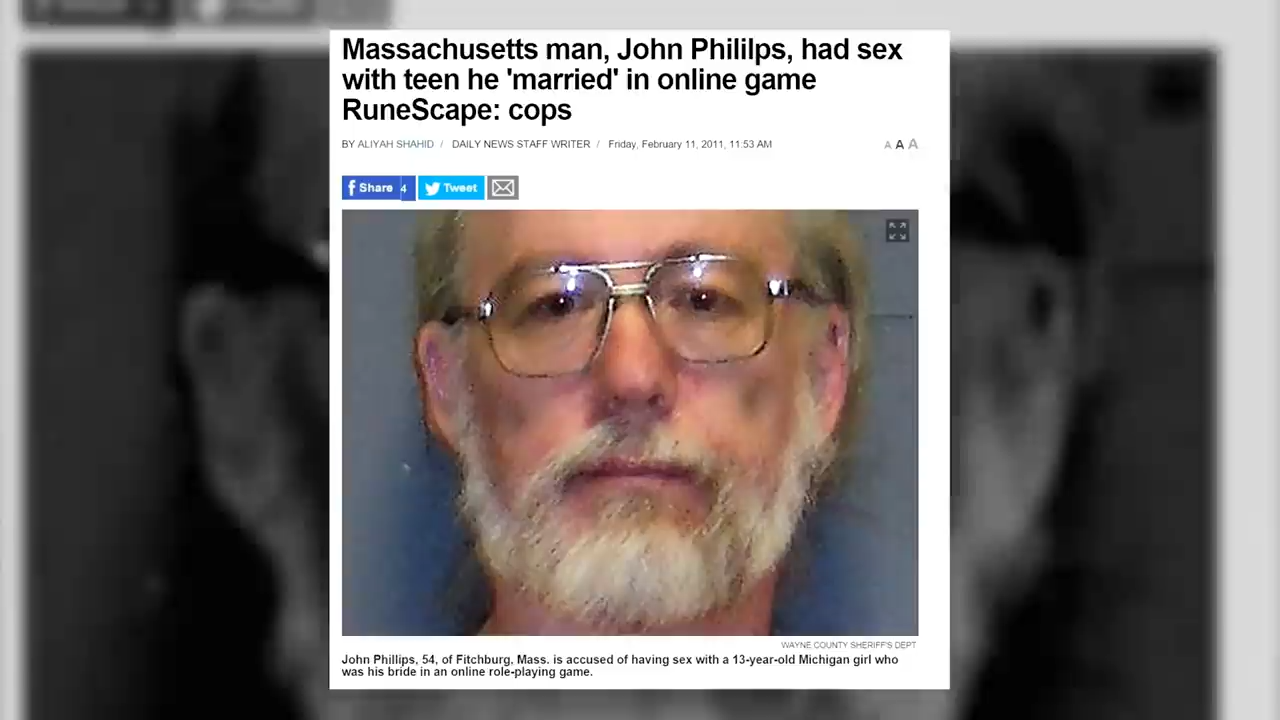 Massachusetts man, John Phililps, had sex
with teen he 'married' in online game
RuneScape: cops
BY ALIYAH SHAHID / DAILY NEWS STAFF WRITER / Friday, February 11, 2011, 11:53 AM
A A A
Share 4 Tweet
WAYNE COUNTY SHERIFF'S DEPT
John Phillips, 54, of Fitchburg, Mass. is accused of having sex with a 13-year-old Michigan girl who
was his bride in an online role-playing game.